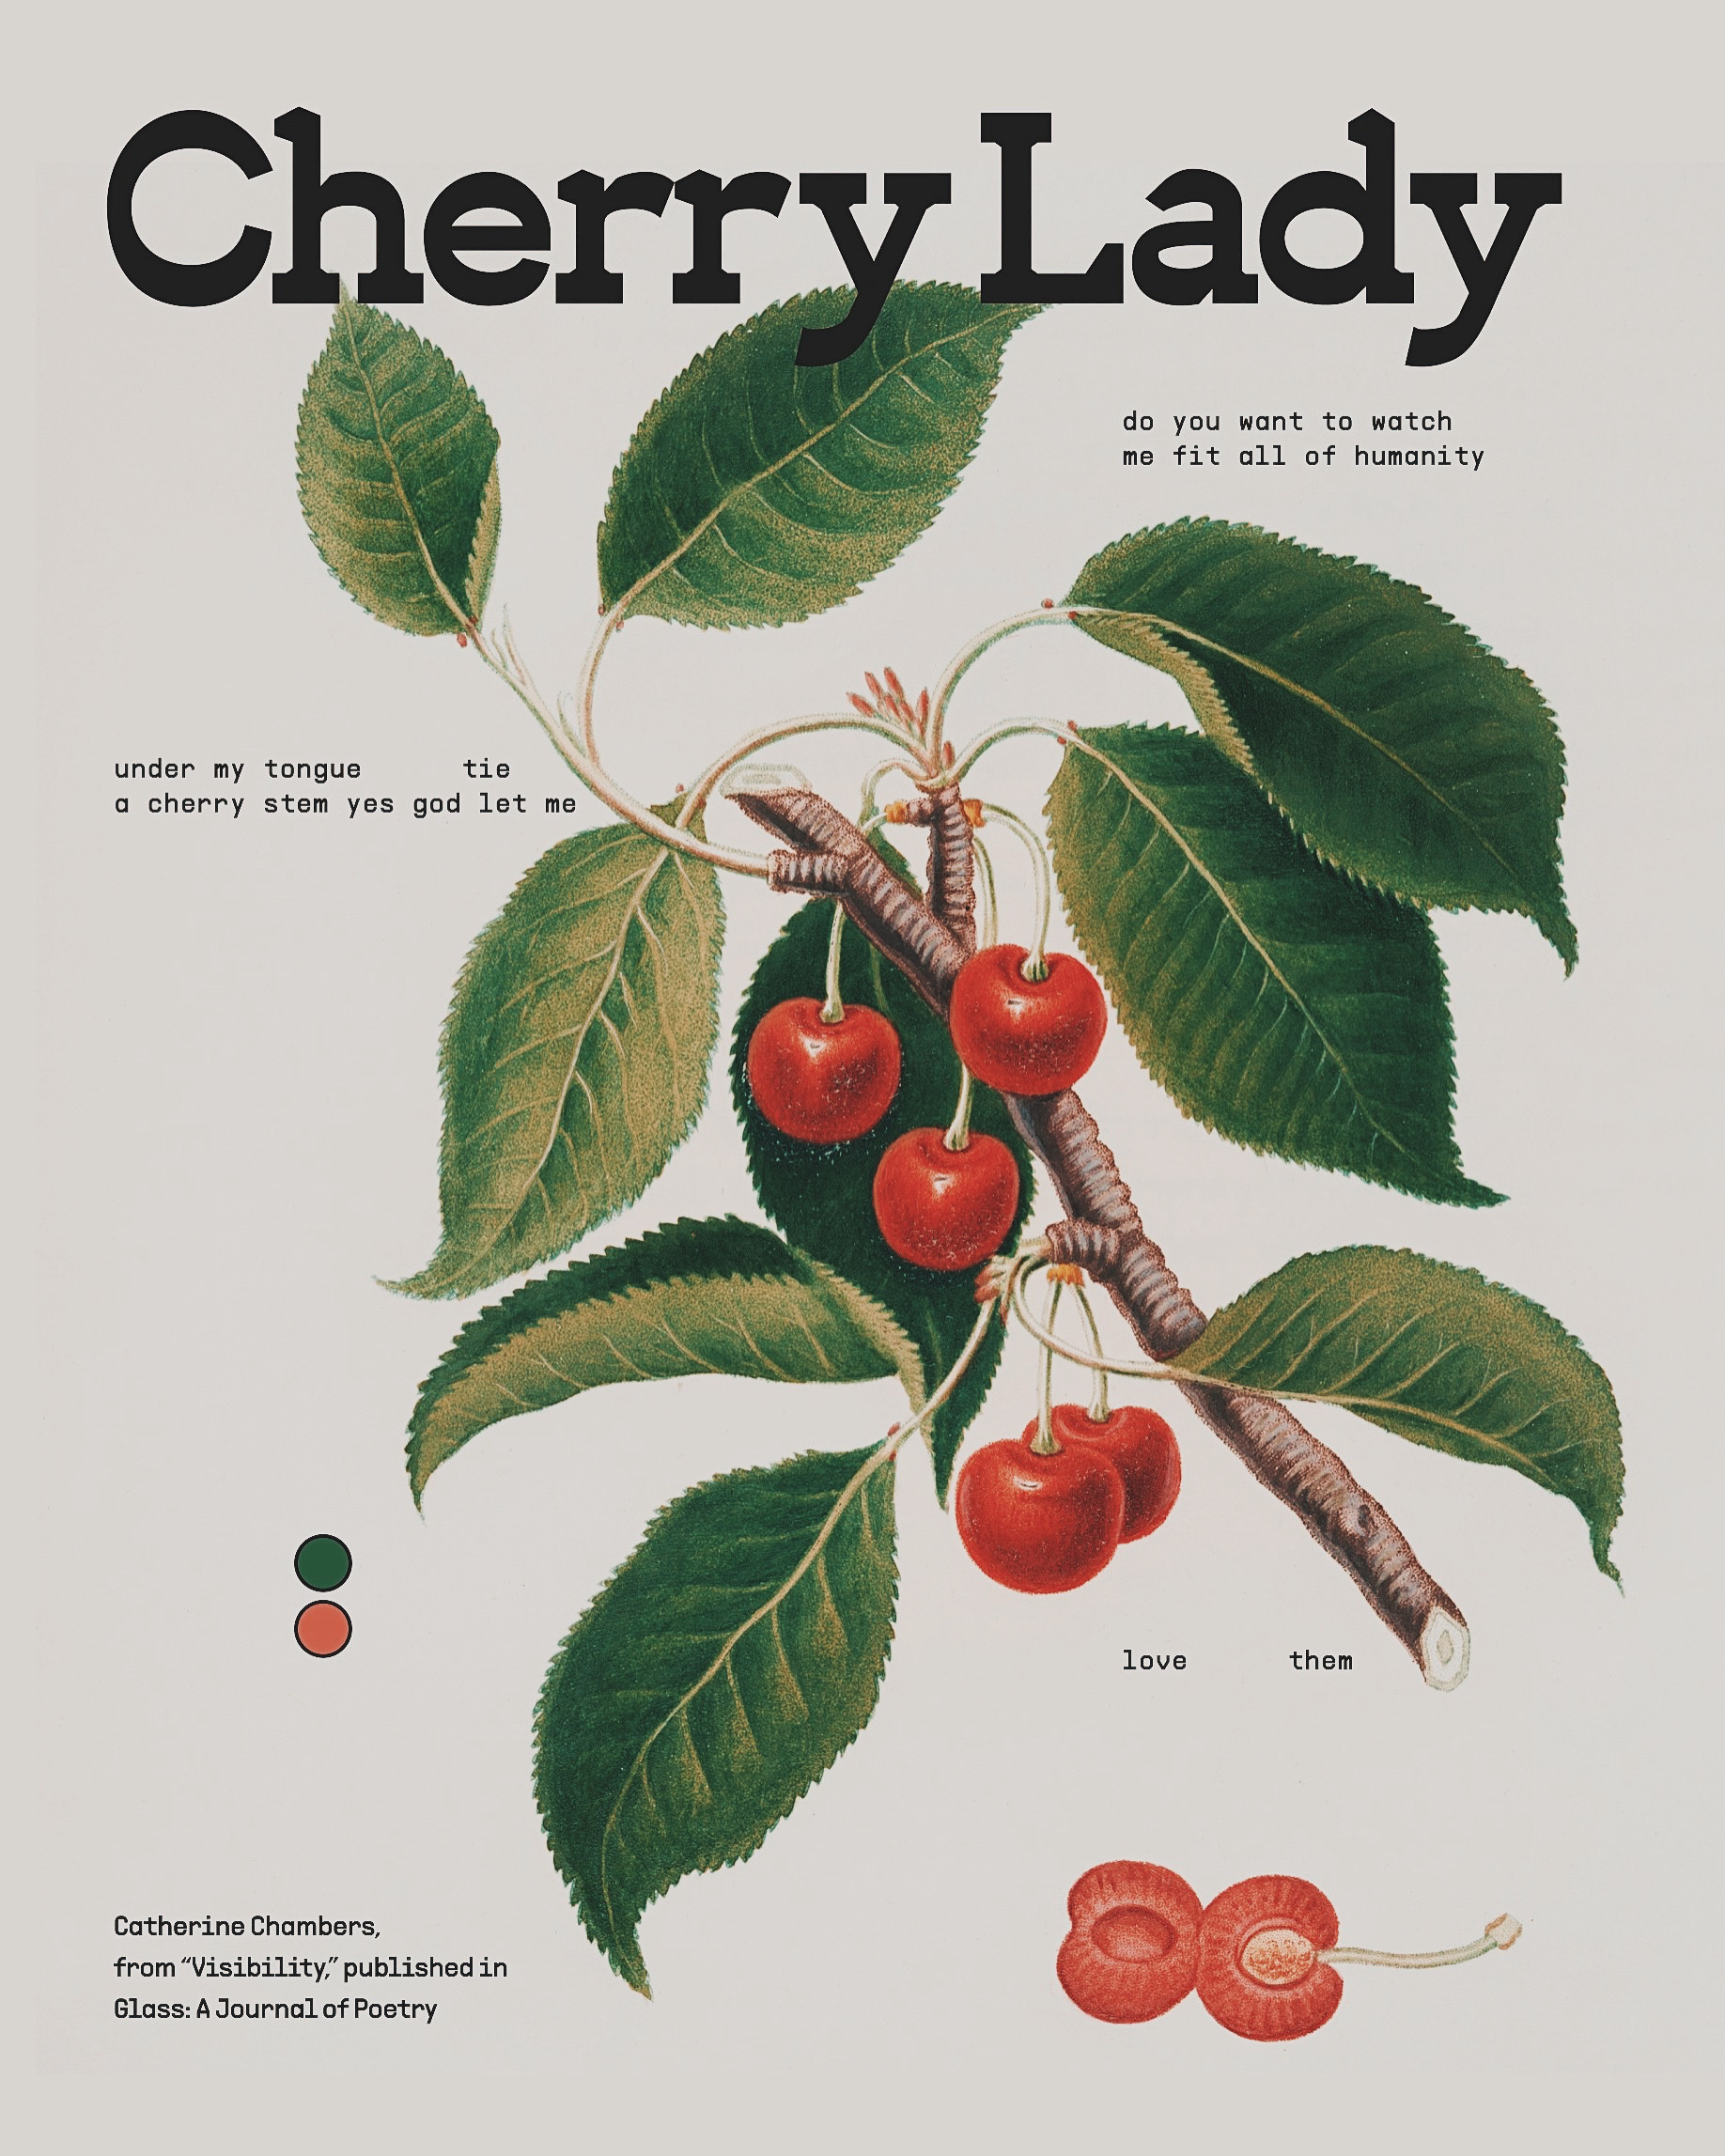 Cherry Lady
do you want to watch
me fit all of humanity
under my tongue tie
a cherry stem yes god let me
love them
Catherine Chambers,
from “Visibility,” published in
Glass: A Journal of Poetry